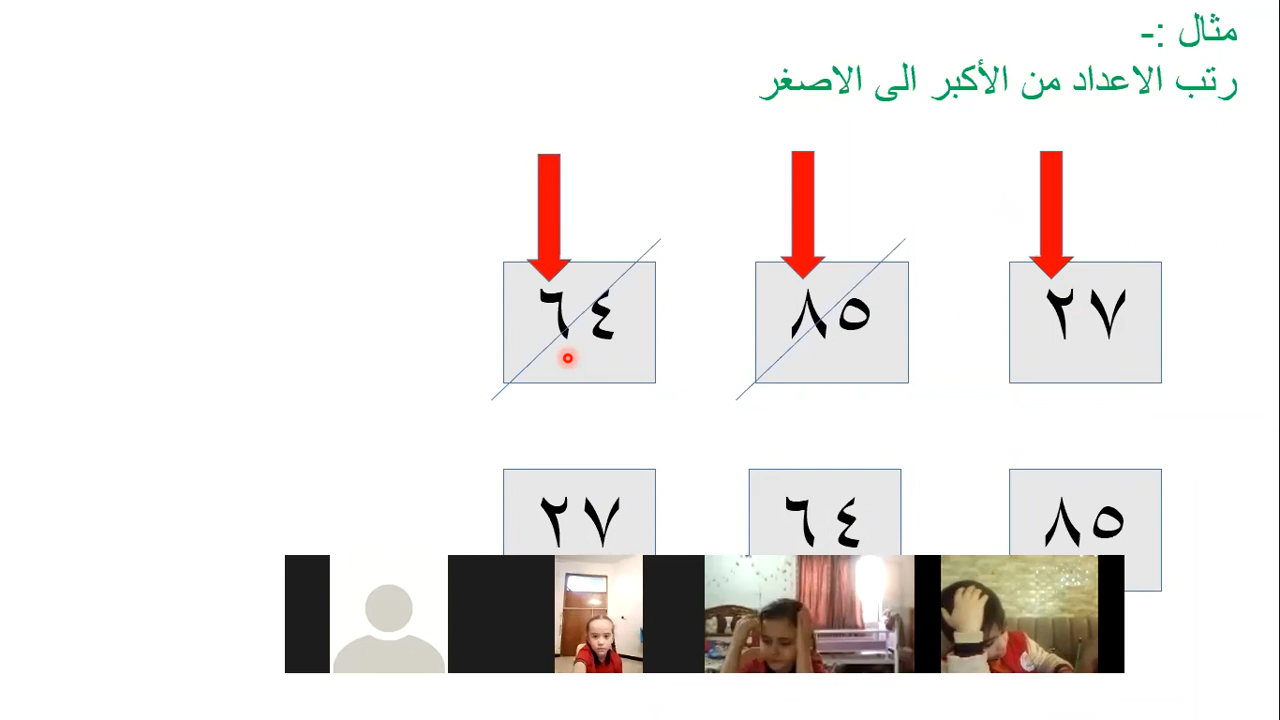 مثال :-
رتب الاعداد من الأكبر الى الاصغر
٢٧ ٨٥ ٦٤
٨٥ ٦٤ ٢٧